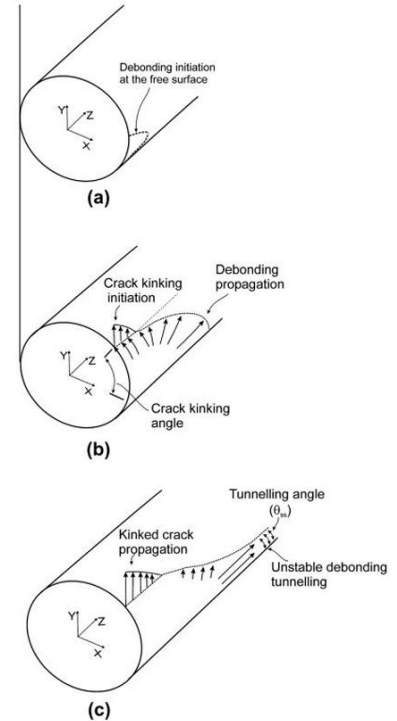 Debonding initiation
at the free surface
Y
Z
X
(a)
Crack kinking
initiation
Debonding
propagation
Y
Z
X
Crack kinking
angle
(b)
Tunnelling angle
(θss)
Kinked crack
propagation
Unstable debonding
tunnelling
Y
Z
X
(c)